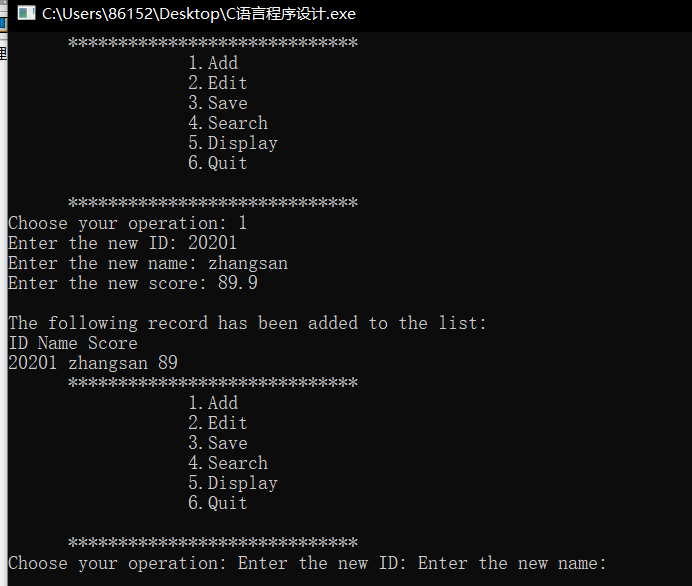 C:\Users\86152\Desktop\C语言程序设计.exe
*****************************
1.Add
2.Edit
3.Save
4.Search
5.Display
6.Quit
*****************************
Choose your operation: 1
Enter the new ID: 20201
Enter the new name: zhangsan
Enter the new score: 89.9
The following record has been added to the list:
ID Name Score
20201 zhangsan 89
*****************************
1.Add
2.Edit
3.Save
4.Search
5.Display
6.Quit
*****************************
Choose your operation: Enter the new ID: Enter the new name: